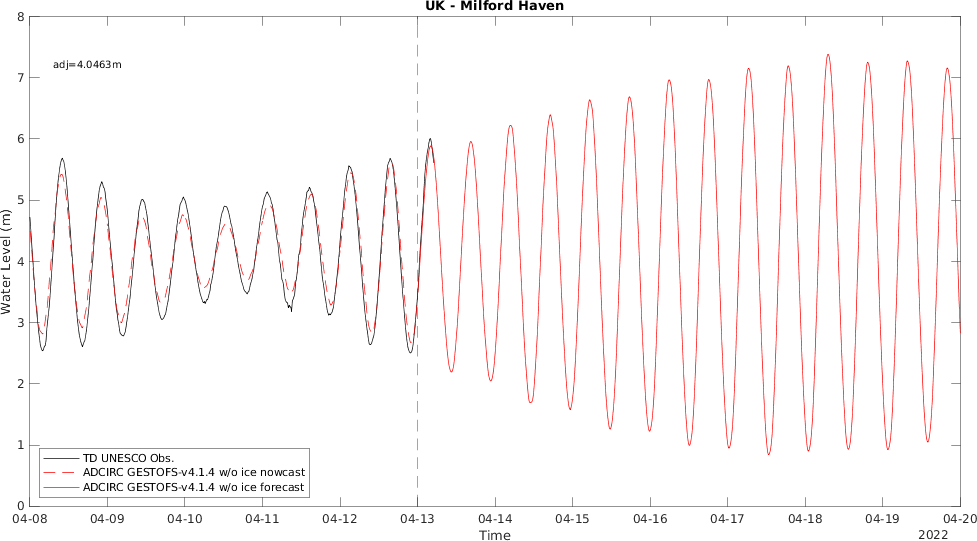 UK - Milford Haven
8
adj=4.0463m
7
6
5
4
3
2
1
0
Water Level (m)
TD UNESCO Obs.
ADCIRC GESTOFS-v4.1.4 w/o ice nowcast
ADCIRC GESTOFS-v4.1.4 w/o ice forecast
04-08 04-09 04-10 04-11 04-12 04-13 04-14 04-15 04-16 04-17 04-18 04-19 04-20
Time
2022